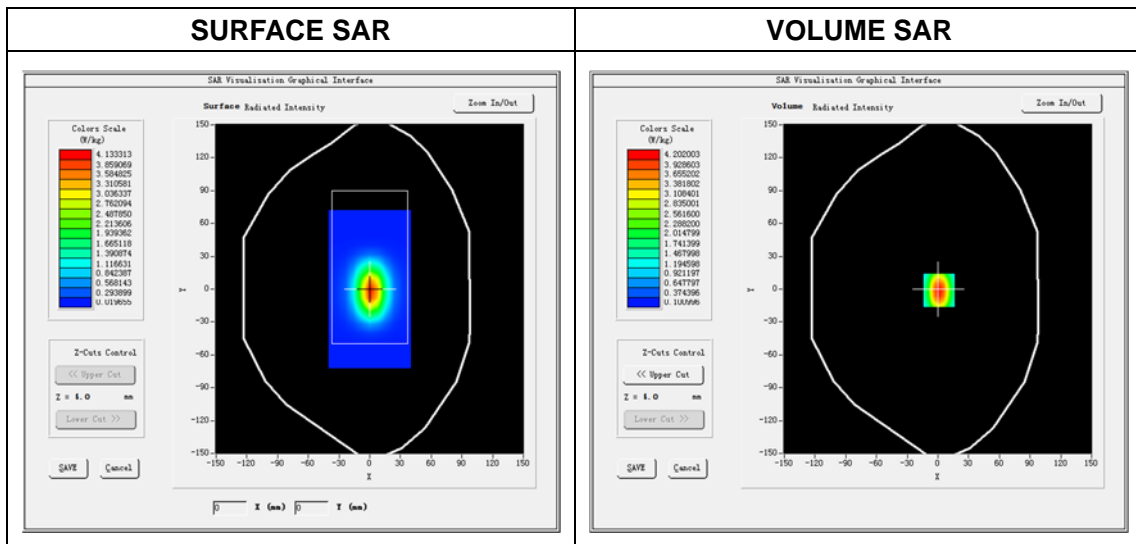 SURFACE SAR
VOLUME SAR
SAR Visualisation Graphical Interface
Surface Radiated Intensity
Zoom In/Out
Colors Scale
(W/kg)
4.133313
3.859069
3.584825
3.310581
3.036337
2.762094
2.487850
2.213606
1.939362
1.665118
1.390874
1.116631
0.842387
0.568143
0.293899
0.019655
150
120
90
60
30
0
-30
-60
-90
-120
-150
Y
-150 -120 -90 -60 -30 0 30 60 90 120 150
X
Z-Cuts Control
<< Upper Cut
Z = 4.0 mm
Lower Cut >>
SAVE Cancel
0 X (mm) 0 Y (mm)
SAR Visualisation Graphical Interface
Volume Radiated Intensity
Zoom In/Out
Colors Scale
(W/kg)
4.202003
3.928603
3.655202
3.381802
3.108401
2.835001
2.561600
2.288200
2.014799
1.741399
1.467998
1.194598
0.921197
0.647797
0.374396
0.100996
150
120
90
60
30
0
-30
-60
-90
-120
-150
Y
-150 -120 -90 -60 -30 0 30 60 90 120 150
X
Z-Cuts Control
<< Upper Cut
Z = 4.0 mm
Lower Cut >>
SAVE Cancel